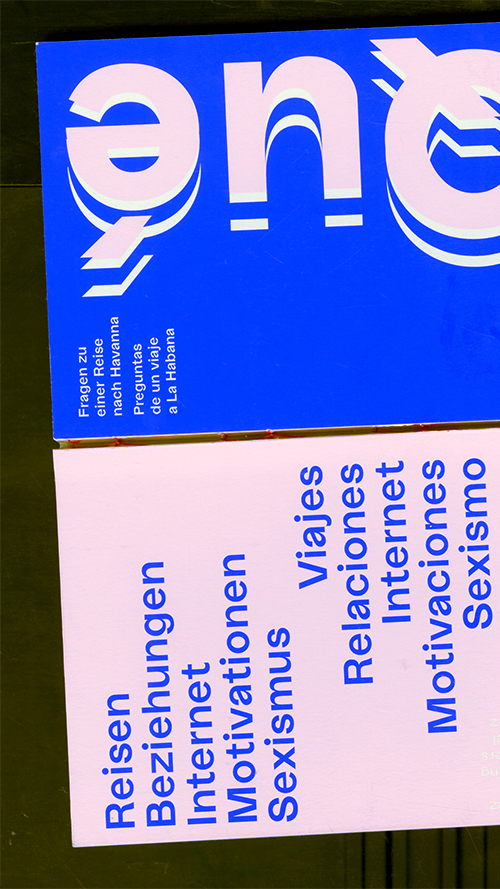 Qué
Fragen zu
einer Reise
nach Havanna
Preguntas
de un viaje
a La Habana
Reisen
Beziehungen
Internet
Motivationen
Sexismus
Viajes
Relaciones
Internet
Motivaciones
Sexismo